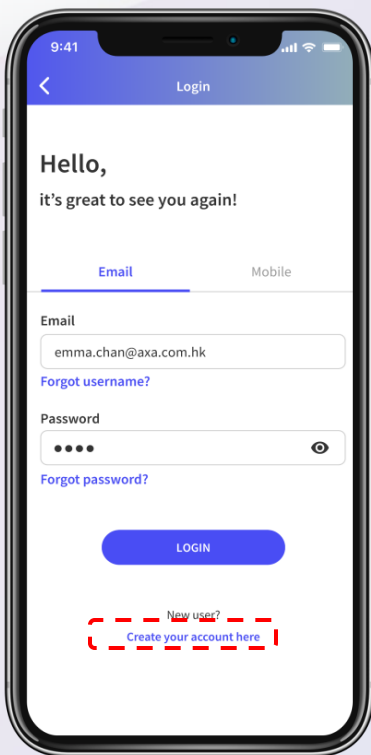 9:41
Login
Hello,
it's great to see you again!
Email Mobile
Email
emma.chan@axa.com.hk
Forgot username?
Password
Forgot password?
LOGIN
New user?
Create your account here